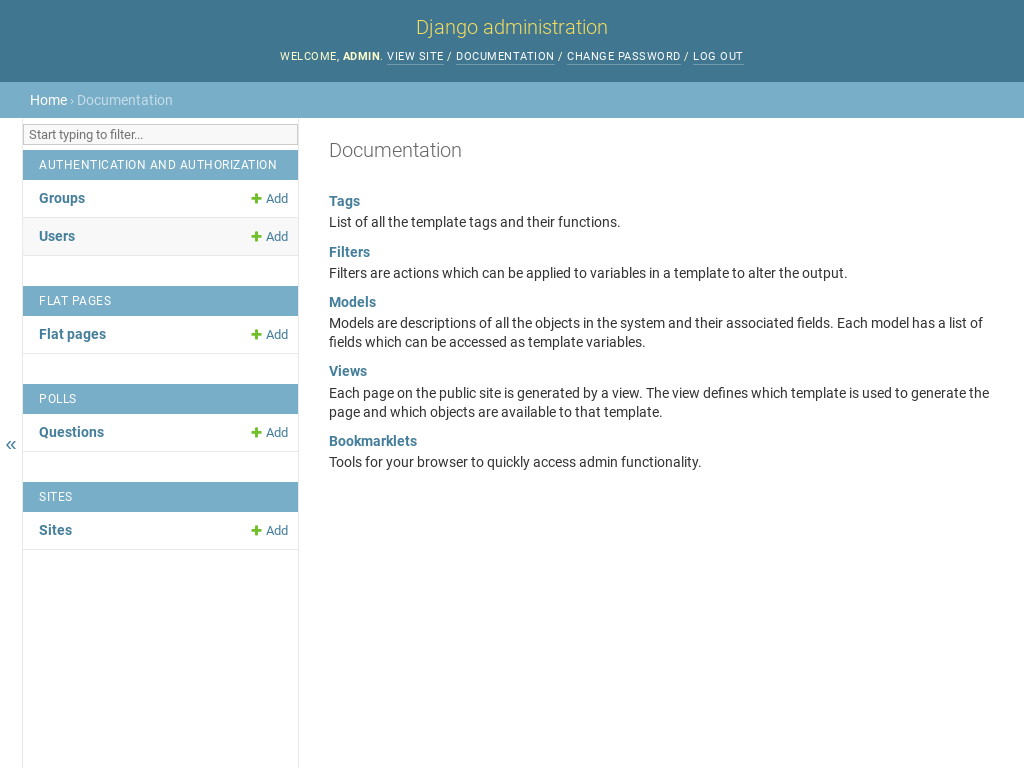 Django administration
WELCOME, ADMIN. VIEW SITE / DOCUMENTATION / CHANGE PASSWORD / LOG OUT
Home › Documentation
Start typing to filter...
AUTHENTICATION AND AUTHORIZATION
Groups Add
Users Add
FLAT PAGES
Flat pages Add
POLLS
Questions Add
«
SITES
Sites Add
Documentation
Tags
List of all the template tags and their functions.
Filters
Filters are actions which can be applied to variables in a template to alter the output.
Models
Models are descriptions of all the objects in the system and their associated fields. Each model has a list of
fields which can be accessed as template variables.
Views
Each page on the public site is generated by a view. The view defines which template is used to generate the
page and which objects are available to that template.
Bookmarklets
Tools for your browser to quickly access admin functionality.